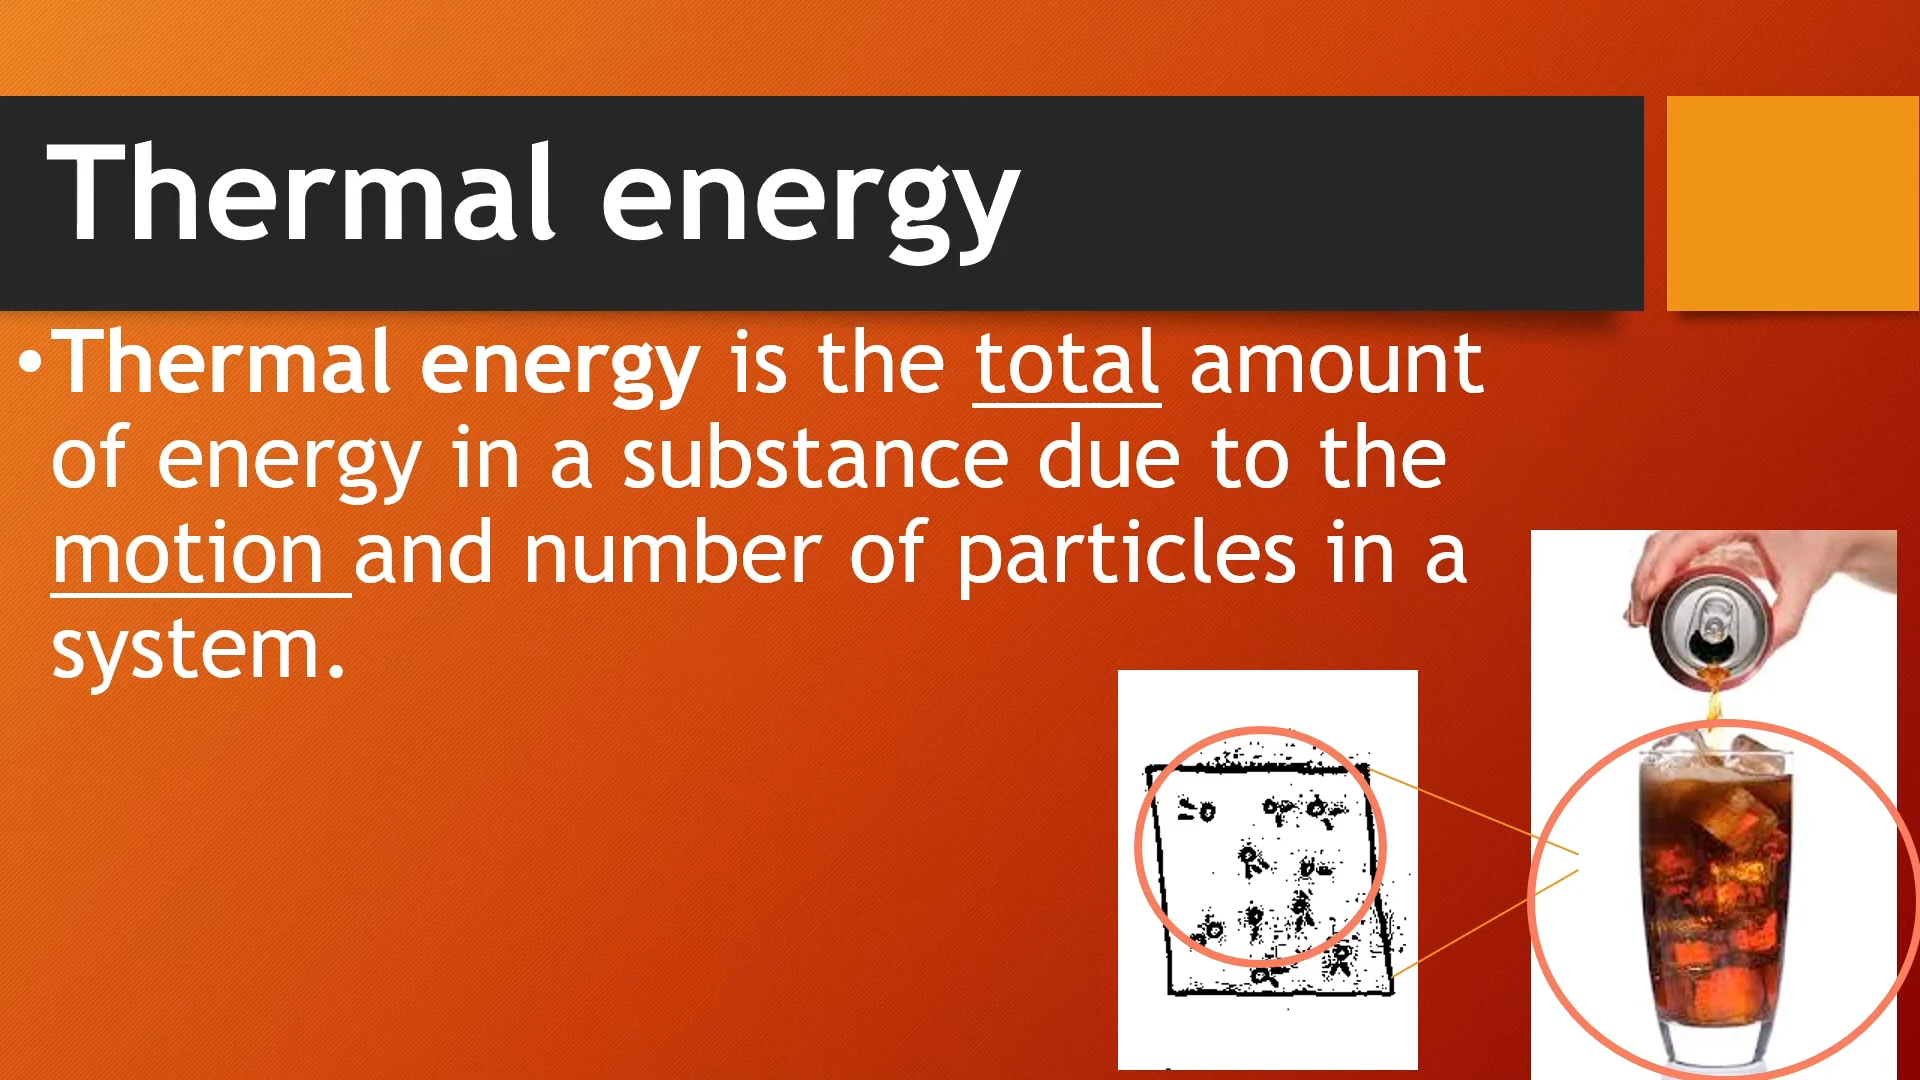 Thermal energy
•Thermal energy is the total amount
of energy in a substance due to the
motion and number of particles in a
system.